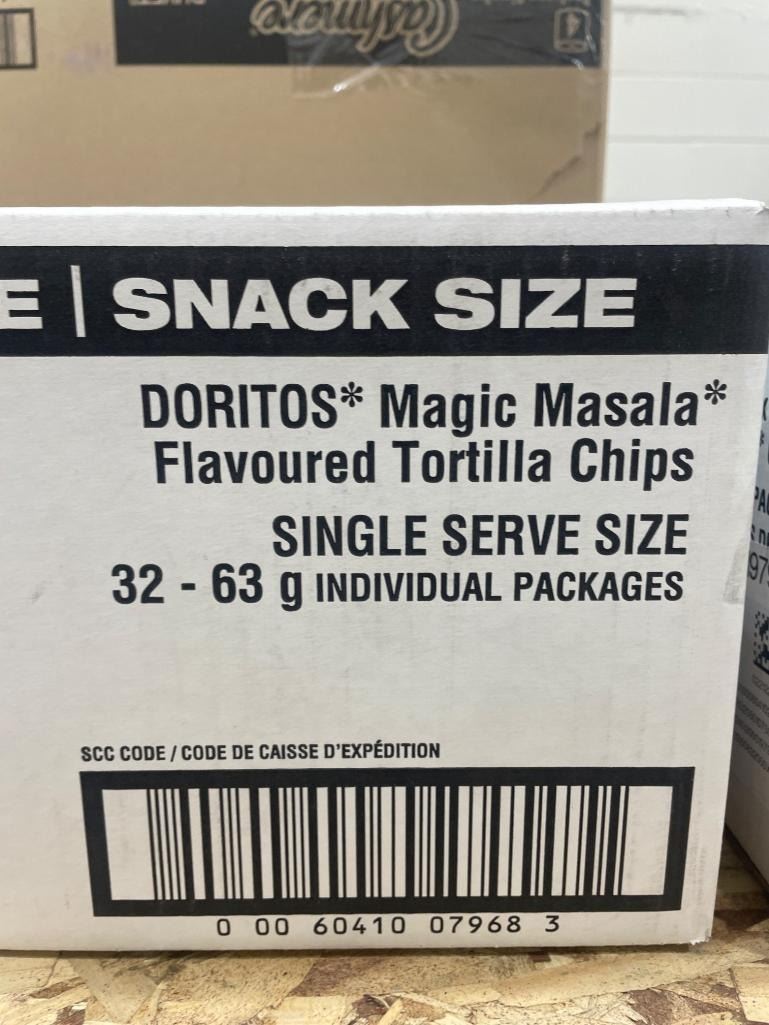 Cashmere
E | SNACK SIZE
DORITOS* Magic Masala*
Flavoured Tortilla Chips
SINGLE SERVE SIZE
32 - 63 g INDIVIDUAL PACKAGES
SCC CODE / CODE DE CAISSE D'EXPÉDITION
0 00 60410 07968 3